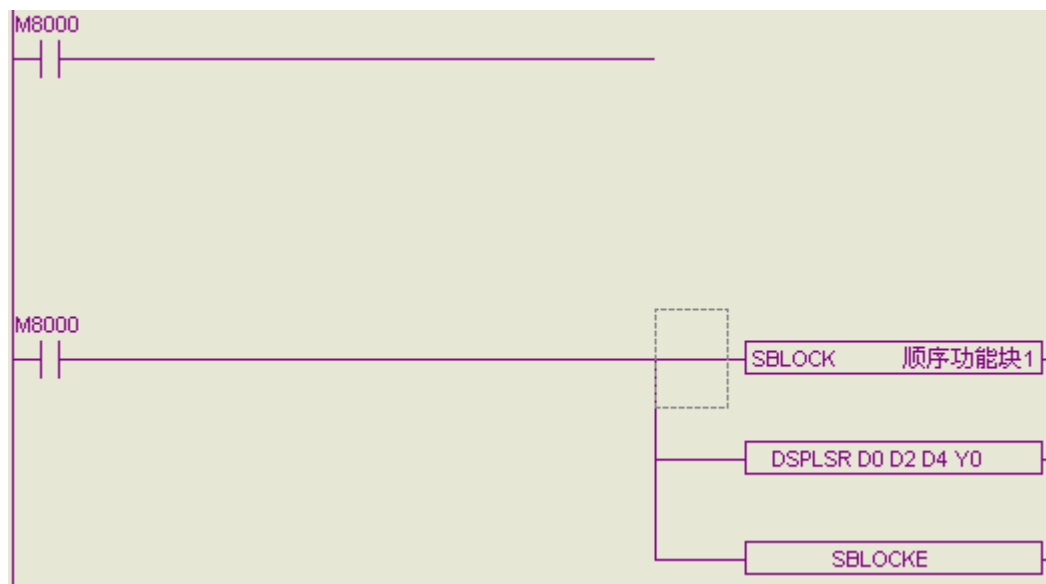 M8000
M8000
SBLOCK 顺序功能块1
DSPLSR D0 D2 D4 Y0
SBLOCKE